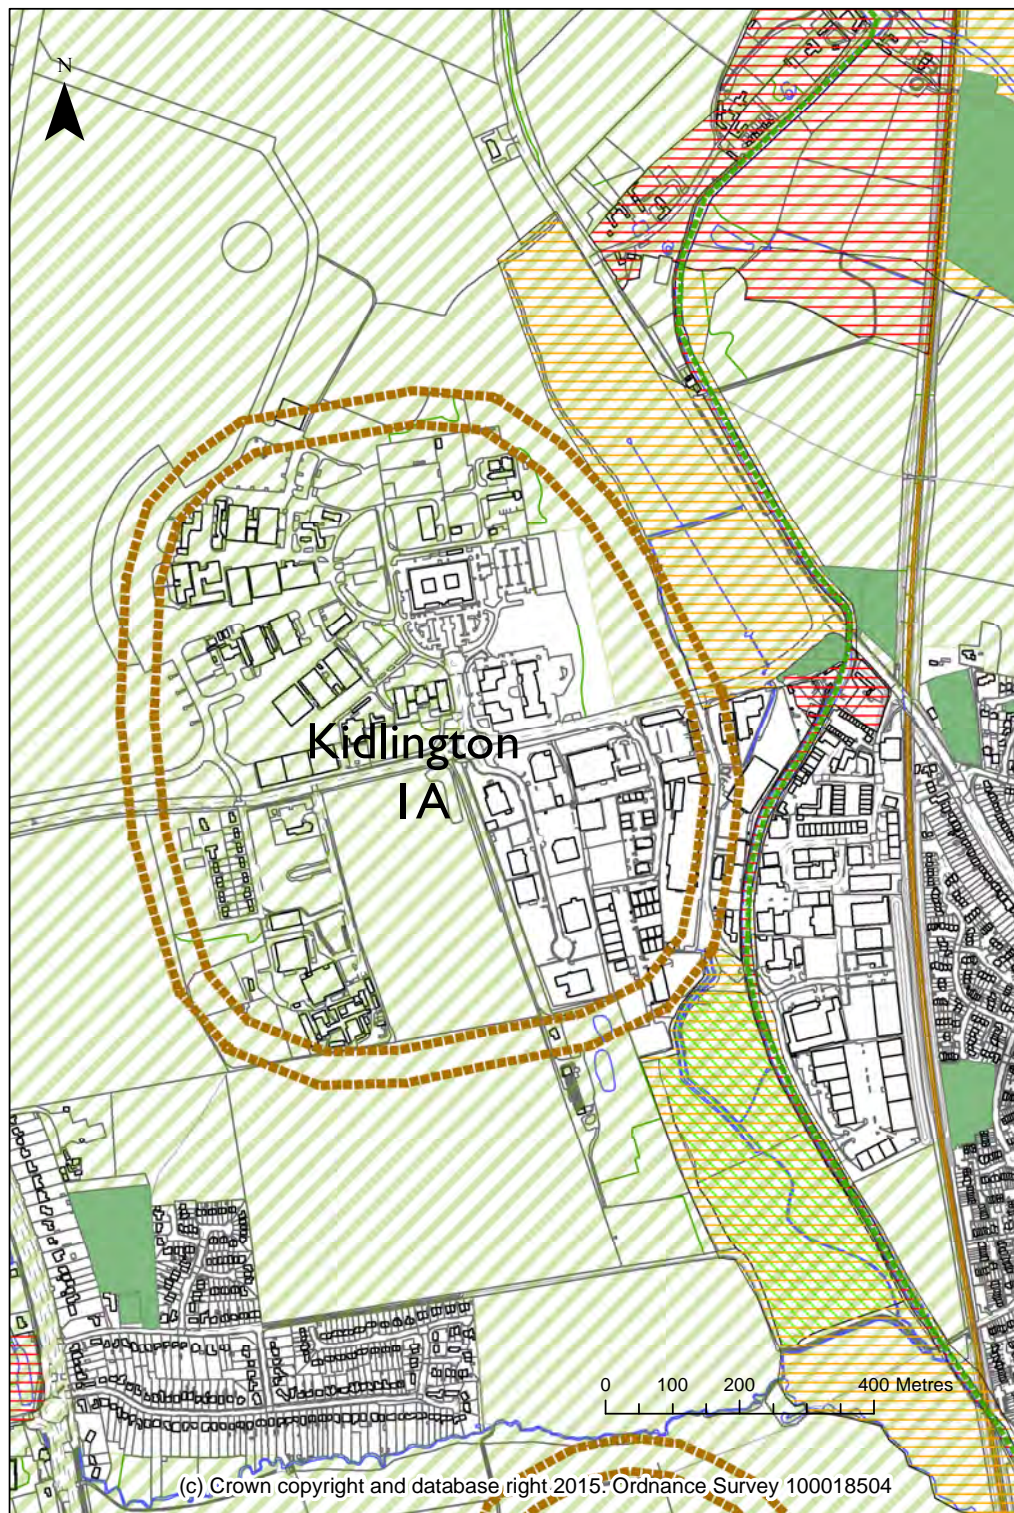 N
Kidlington
1A
0 100 200 400 Metres
(c) Crown copyright and database right 2015. Ordnance Survey 100018504